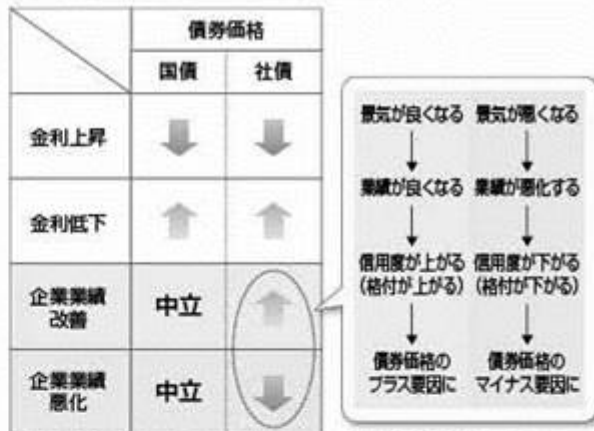 債券価格
国債
社債
金利上昇
金利低下
企業業績
改善
中立
企業業績
悪化
中立
景気が良くなる
業績が良くなる
信用度が上がる
(格付が上がる)
債券価格の
プラス要因に
景気が悪くなる
業績が悪化する
信用度が下がる
(格付が下がる)
債券価格の
マイナス要因に